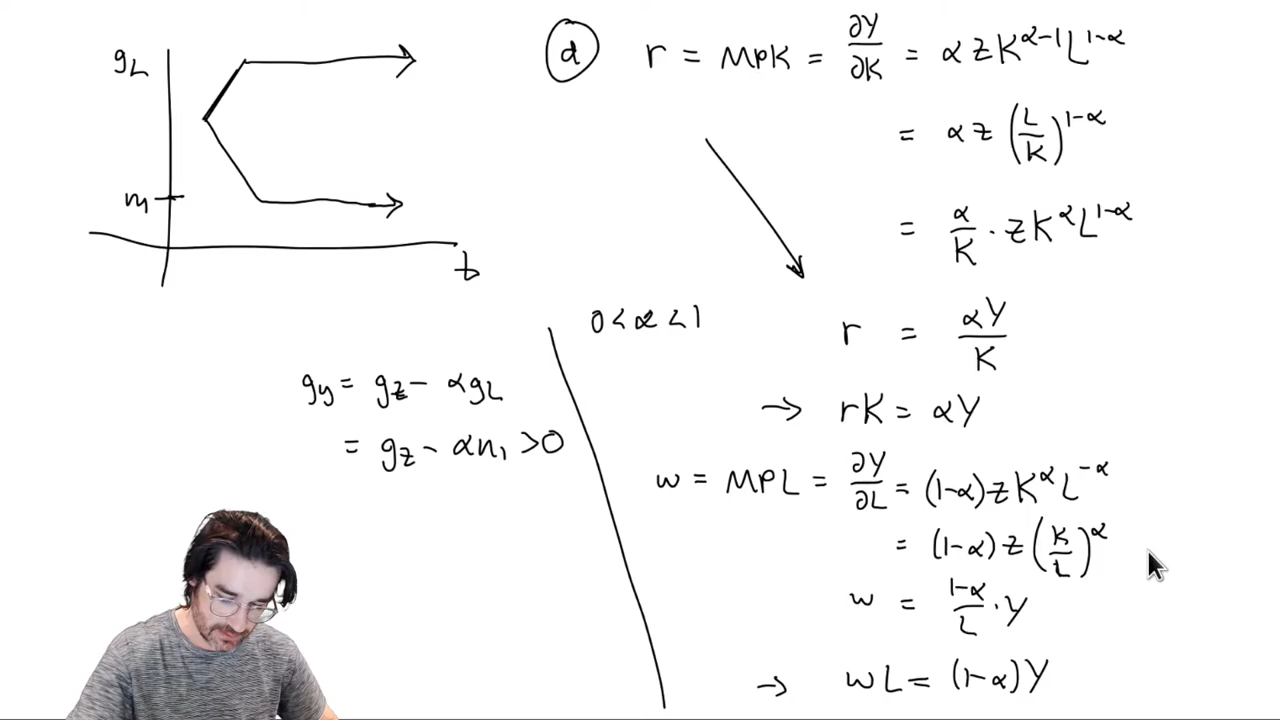 gL
m
t
gy = gz - αgL
= gz - αn₁ > 0
0 < α < 1
(d) r = MPK = ∂Y/∂K = αzK^(α-1)L^(1-α)
= αz(L/K)^(1-α)
= α/K · zK^αL^(1-α)
r = αY/K
→ rK = αY
w = MPL = ∂Y/∂L = (1-α)zK^αL^(-α)
= (1-α)z(K/L)^α
w = (1-α)/L · Y
→ wL = (1-α)Y